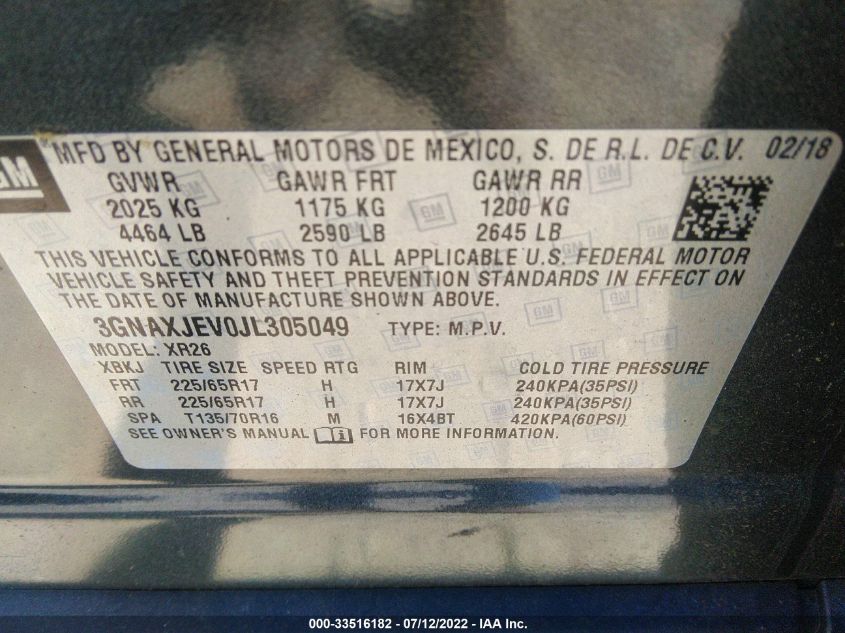 GM
MFD BY GENERAL MOTORS DE MEXICO, S. DE R.L. DE C.V. 02/18
GVWR GAWR FRT GAWR RR
2025 KG 1175 KG 1200 KG
4464 LB 2590 LB 2645 LB
THIS VEHICLE CONFORMS TO ALL APPLICABLE U.S. FEDERAL MOTOR
VEHICLE SAFETY AND THEFT PREVENTION STANDARDS IN EFFECT ON
THE DATE OF MANUFACTURE SHOWN ABOVE.
3GNAXJEV0JL305049 TYPE: M.P.V.
MODEL: XR26
XBKJ TIRE SIZE SPEED RTG RIM COLD TIRE PRESSURE
FRT 225/65R17 H 17X7J 240KPA(35PSI)
RR 225/65R17 H 17X7J 240KPA(35PSI)
SPA T135/70R16 M 16X4BT 420KPA(60PSI)
SEE OWNER'S MANUAL i FOR MORE INFORMATION.
000-33516182 - 07/12/2022 - IAA Inc.